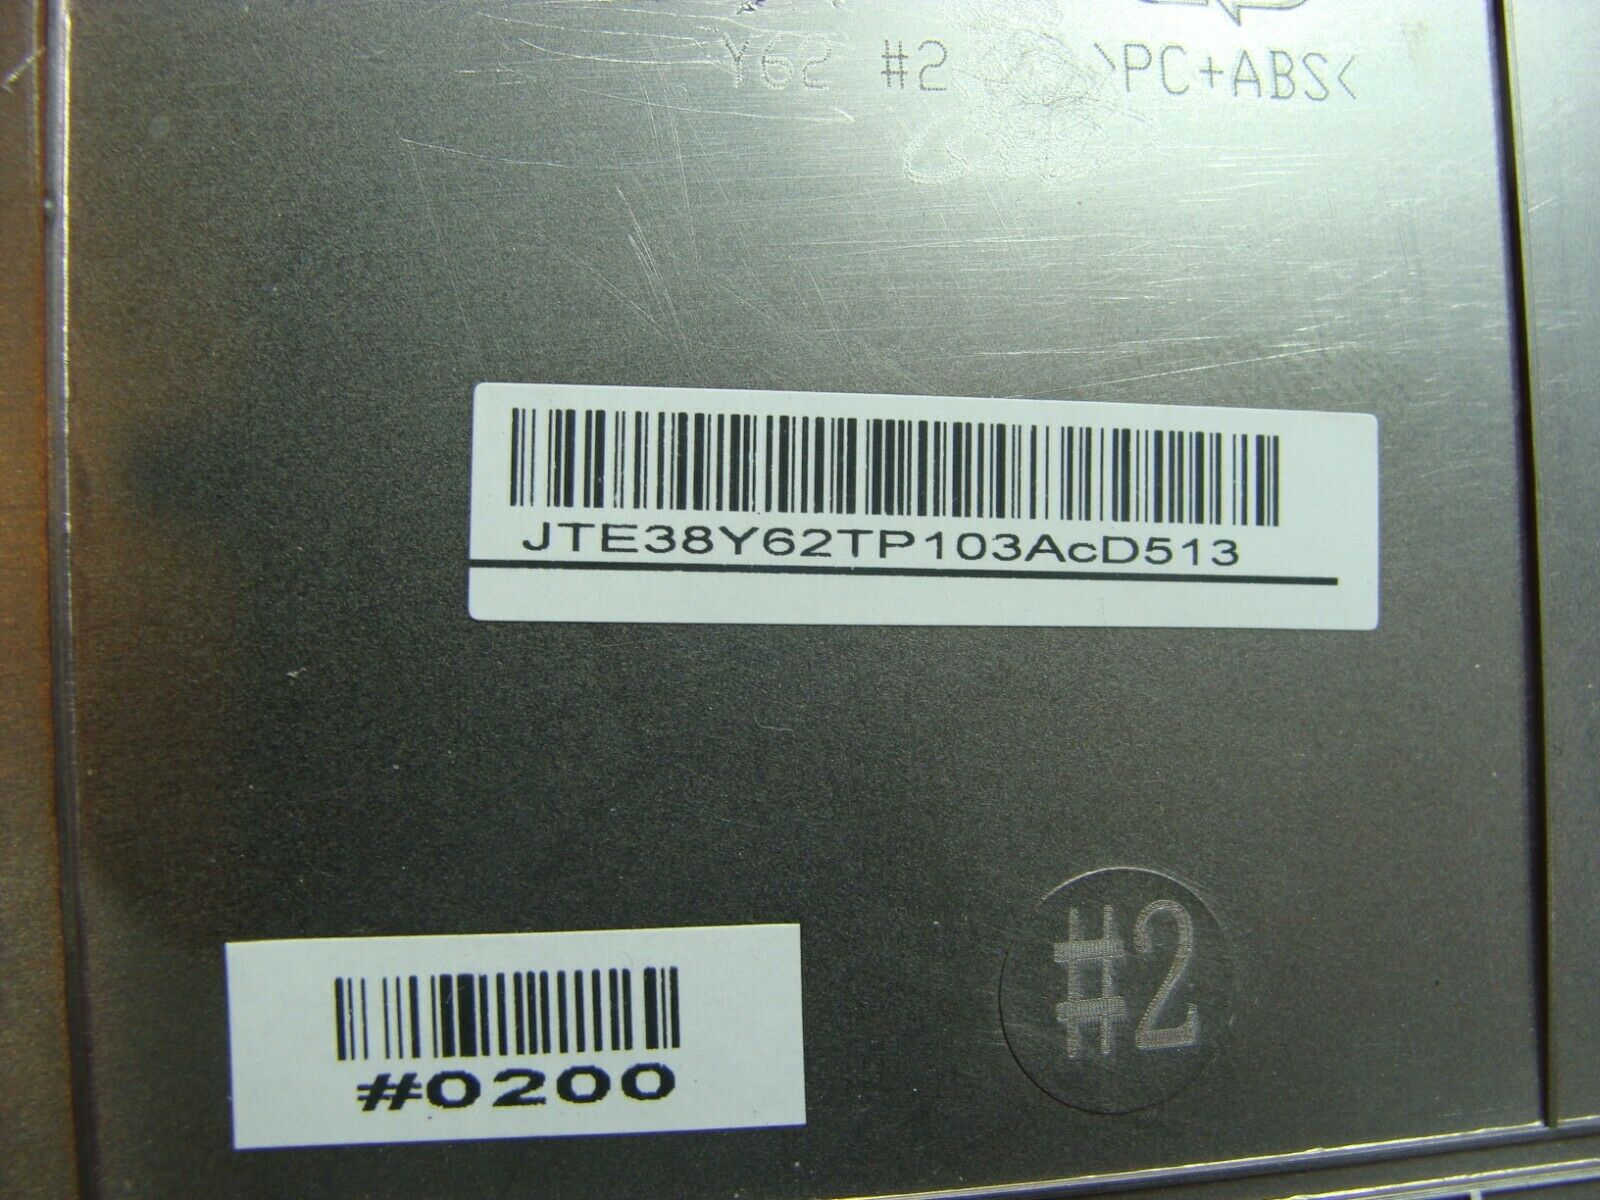 Y62 #2 >PC+ABS<
JTE38Y62TP103AcD513
#2
#0200